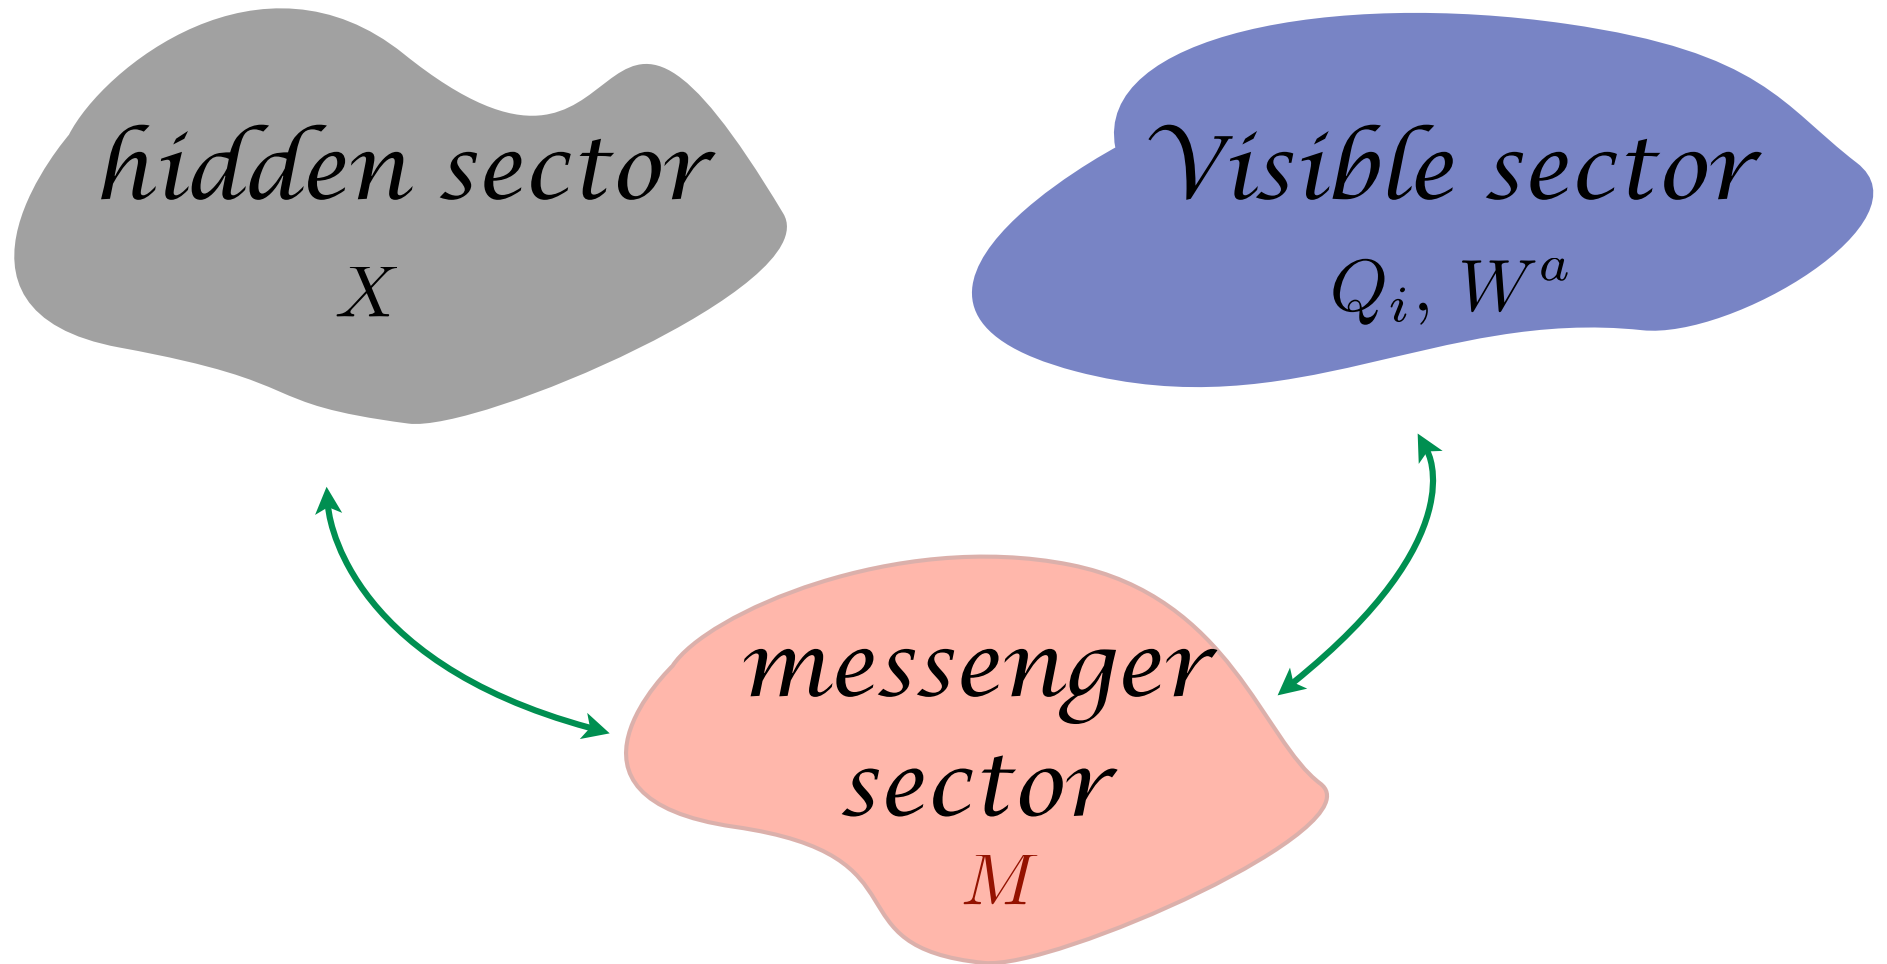 hidden sector
X
Visible sector
Q_i, W^a
messenger
sector
M